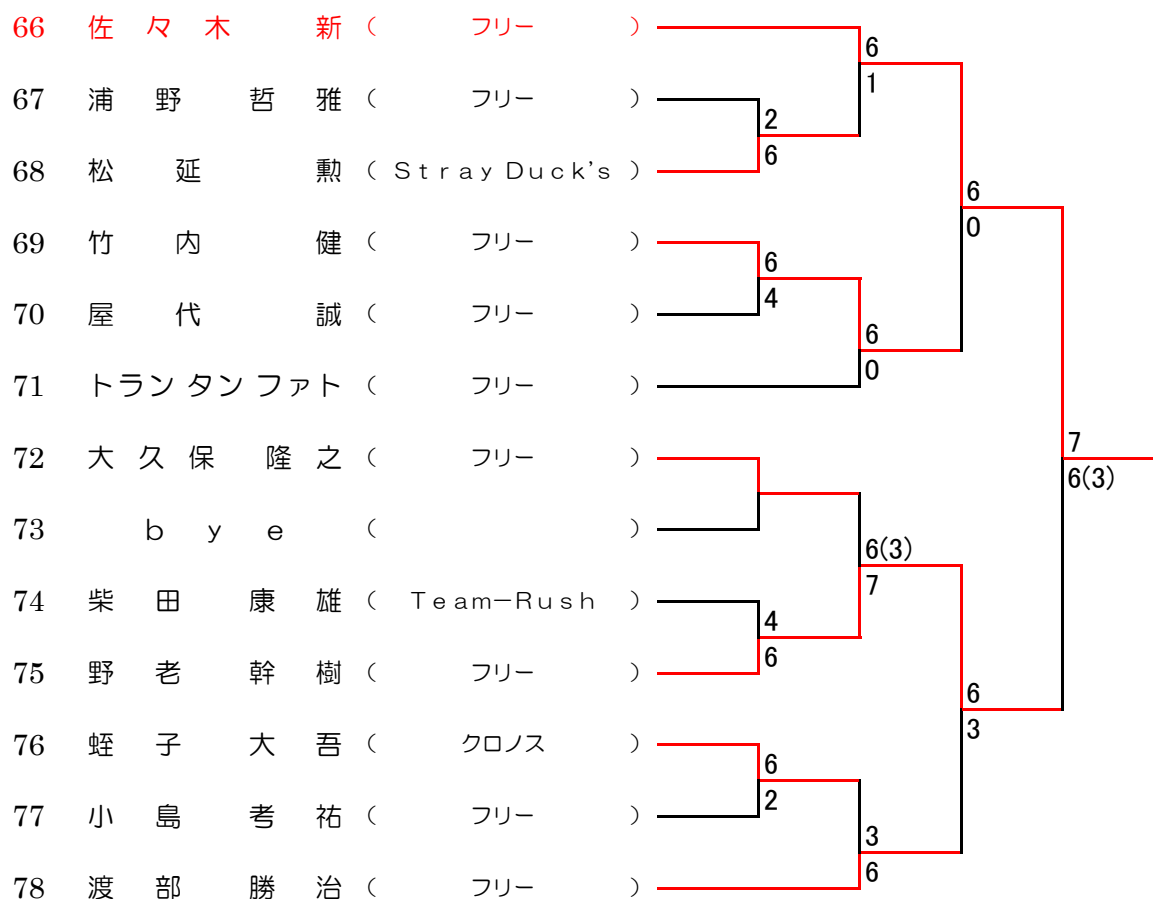 66 佐々木 新 ( フリー )
6
67 浦野 哲雅 ( フリー )
1
2
68 松延 勲 ( Stray Duck's )
6
6
69 竹内 健 ( フリー )
0
6
70 屋代 誠 ( フリー )
4
6
71 トラン タン ファト ( フリー )
0
72 大久保 隆之 ( フリー )
7
6(3)
73 bye ( )
6(3)
74 柴田 康雄 ( Team-Rush )
7
4
75 野老 幹樹 ( フリー )
6
6
76 蛭子 大吾 ( クロノス )
3
6
77 小島 考祐 ( フリー )
2
3
78 渡部 勝治 ( フリー )
6